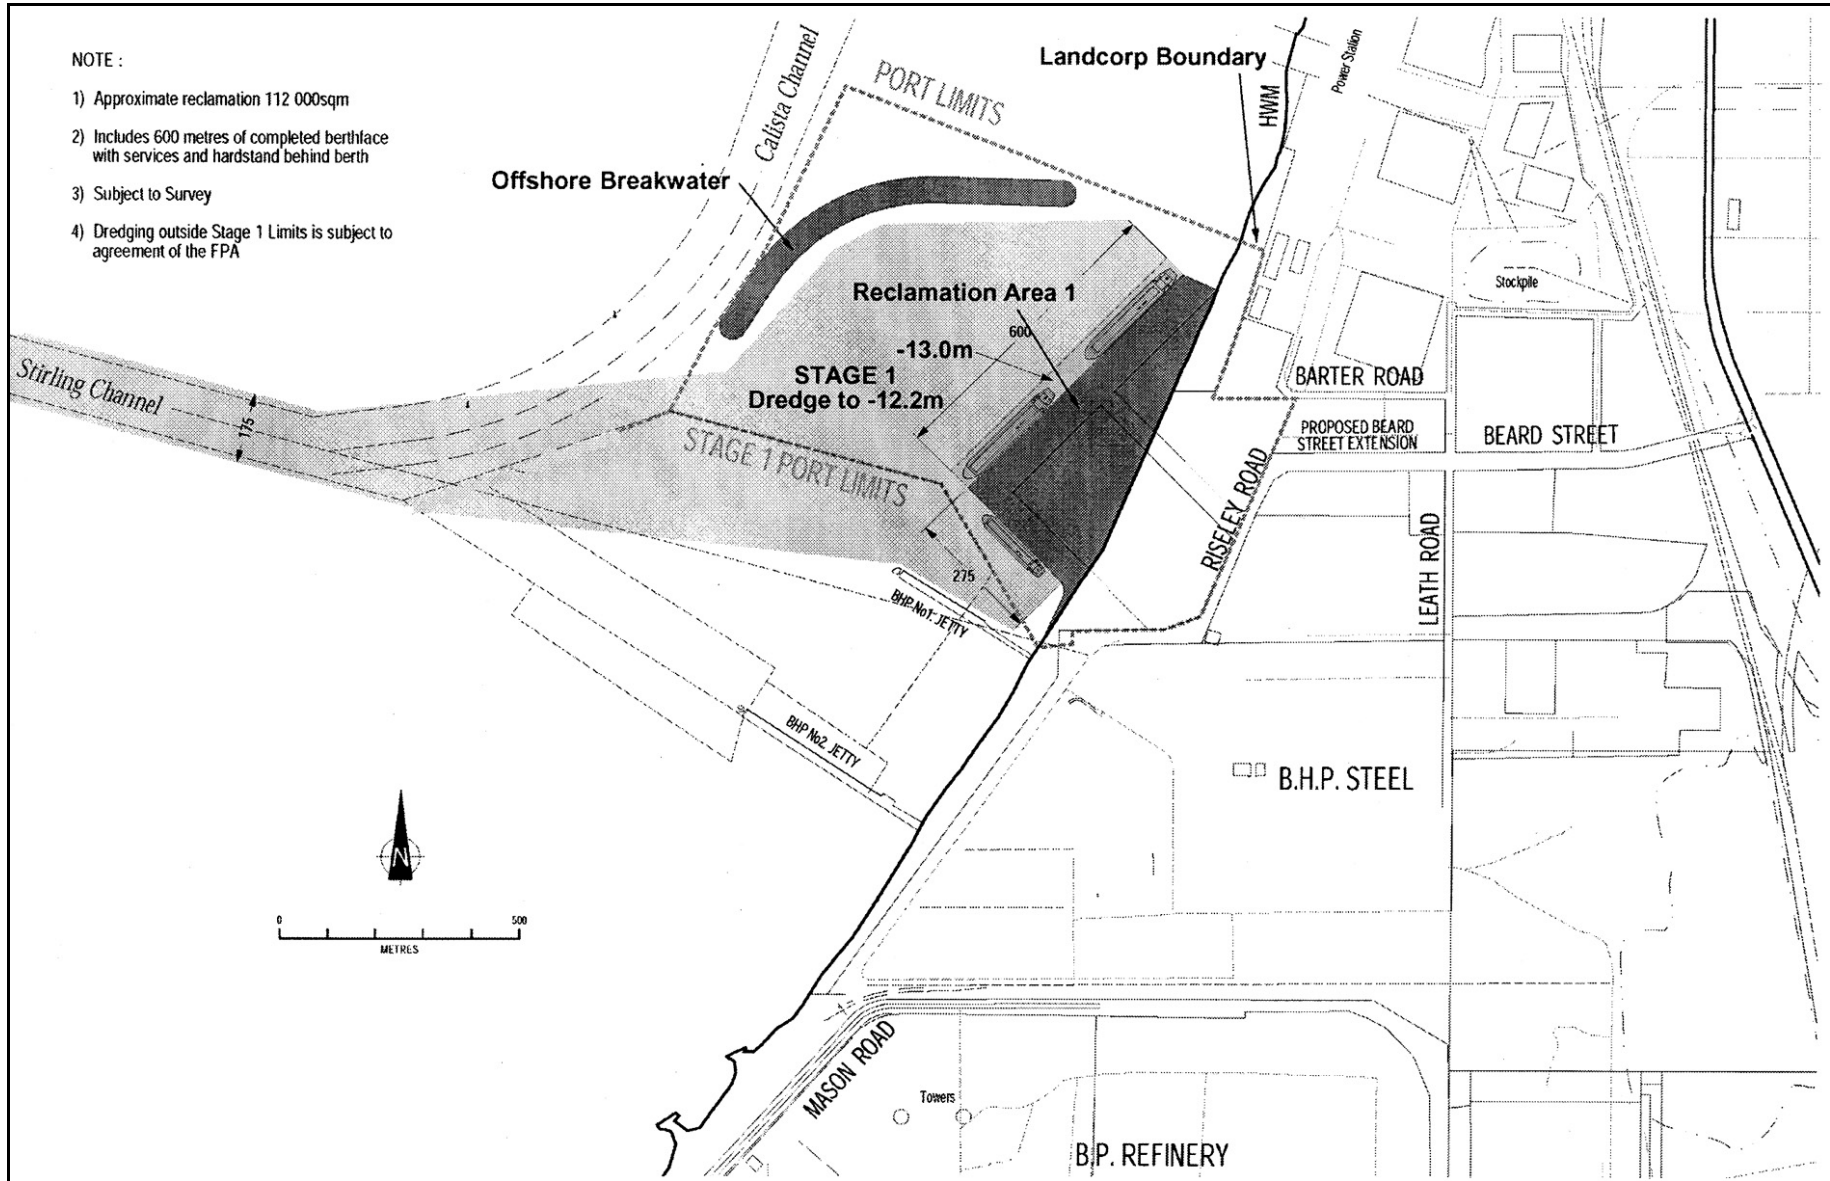 NOTE :
1) Approximate reclamation 112 000sqm
2) Includes 600 metres of completed berthface
with services and hardstand behind berth
3) Subject to Survey
4) Dredging outside Stage 1 Limits is subject to
agreement of the FPA
Calista Channel
PORT LIMITS
Landcorp Boundary
HWM
Power Station
Offshore Breakwater
Stockpile
Reclamation Area 1
600
-13.0m
STAGE 1
Dredge to -12.2m
Stirling Channel
175
STAGE 1 PORT LIMITS
BARTER ROAD
PROPOSED BEARD
STREET EXTENSION
BEARD STREET
RISELEY ROAD
LEATH ROAD
275
BHP No1. JETTY
BHP No2. JETTY
B.H.P. STEEL
N
0
500
METRES
MASON ROAD
Towers
B.P. REFINERY